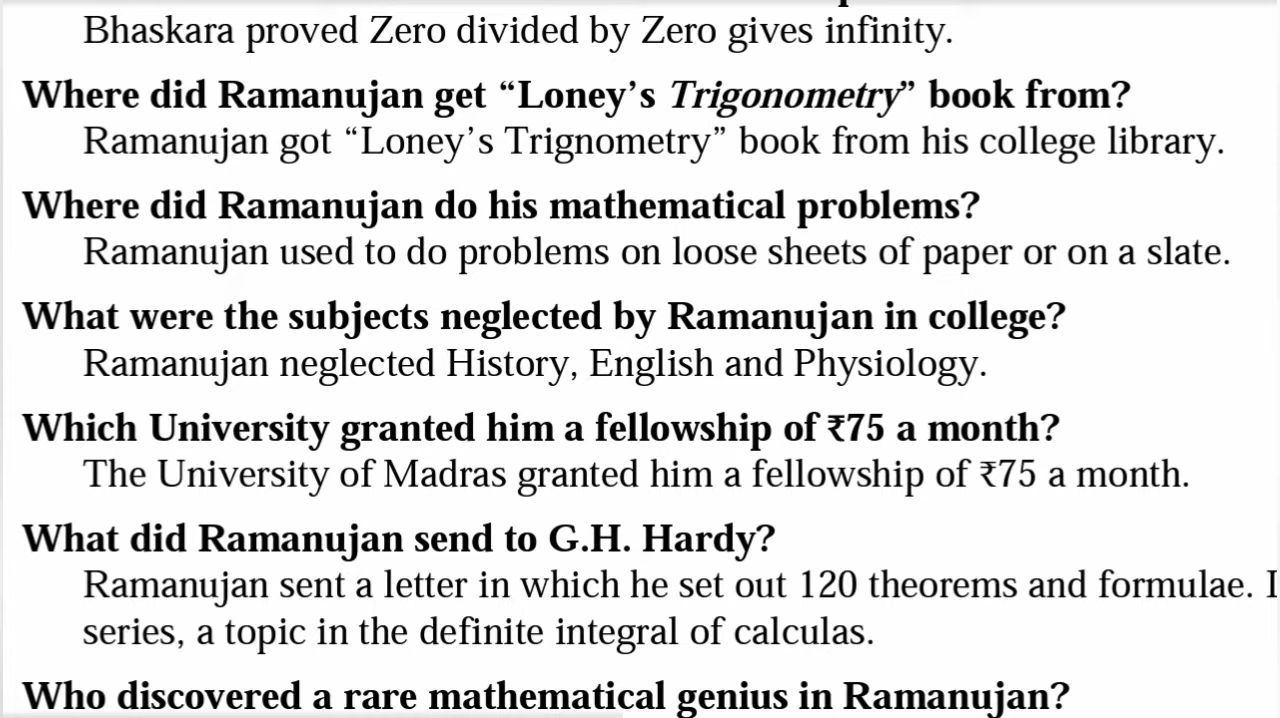 Bhaskara proved Zero divided by Zero gives infinity.
Where did Ramanujan get “Loney’s Trigonometry” book from?
Ramanujan got “Loney’s Trignometry” book from his college library.
Where did Ramanujan do his mathematical problems?
Ramanujan used to do problems on loose sheets of paper or on a slate.
What were the subjects neglected by Ramanujan in college?
Ramanujan neglected History, English and Physiology.
Which University granted him a fellowship of ₹75 a month?
The University of Madras granted him a fellowship of ₹75 a month.
What did Ramanujan send to G.H. Hardy?
Ramanujan sent a letter in which he set out 120 theorems and formulae.
series, a topic in the definite integral of calculas.
Who discovered a rare mathematical genius in Ramanujan?